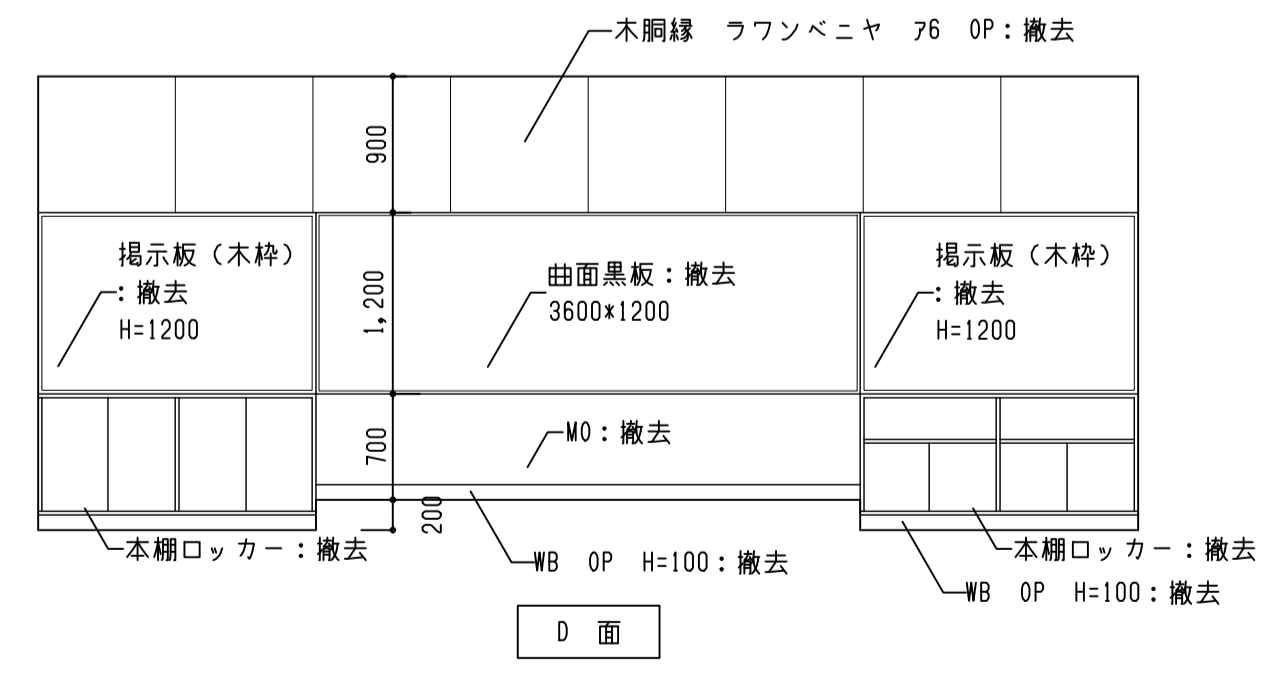 木胴縁　ラワンベニヤ　ｱ6　OP：撤去
900
掲示板（木枠）
：撤去
H=1200
1,200
曲面黒板：撤去
3600*1200
掲示板（木枠）
：撤去
H=1200
700
MO：撤去
200
本棚ロッカー：撤去
WB　OP　H=100：撤去
本棚ロッカー：撤去
WB　OP　H=100：撤去
D　面